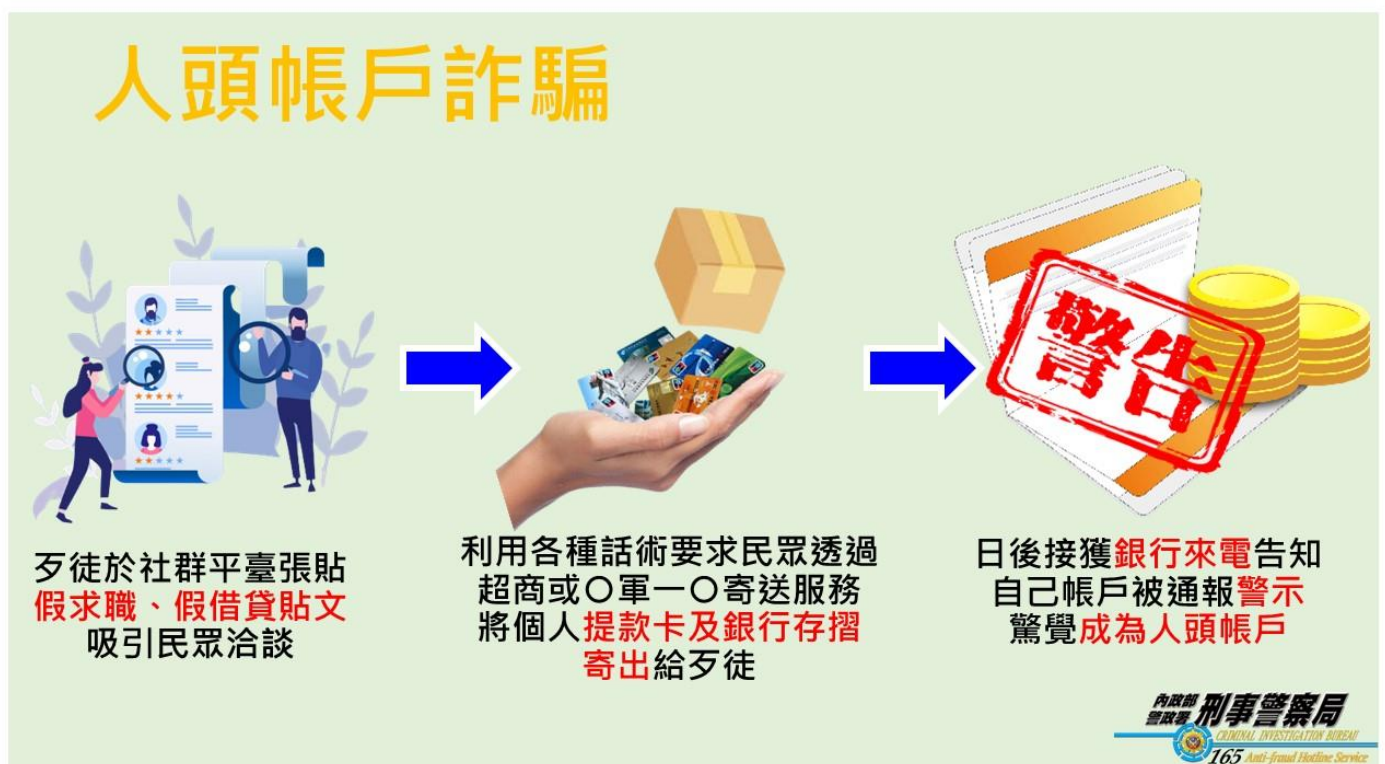 人頭帳戶詐騙
歹徒於社群平臺張貼
假求職、假借貸貼文
吸引民眾洽談
利用各種話術要求民眾透過
超商或〇軍一〇寄送服務
將個人提款卡及銀行存摺
寄出給歹徒
警告
日後接獲銀行來電告知
自己帳戶被通報警示
驚覺成為人頭帳戶
內政部
警政署
刑事警察局
CRIMINAL INVESTIGATION BUREAU
165 Anti-fraud Hotline Service